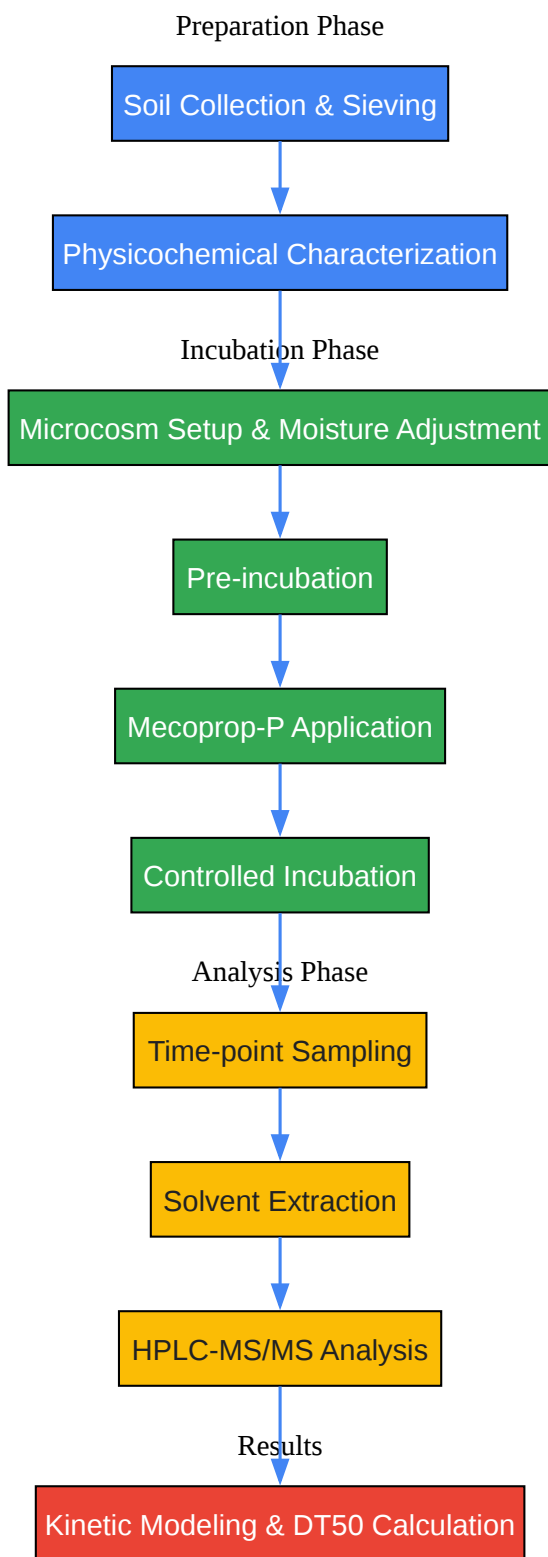 Preparation Phase
Soil Collection & Sieving
Physicochemical Characterization
Incubation Phase
Microcosm Setup & Moisture Adjustment
Pre-incubation
Mecoprop-P Application
Controlled Incubation
Analysis Phase
Time-point Sampling
Solvent Extraction
HPLC-MS/MS Analysis
Results
Kinetic Modeling & DT50 Calculation